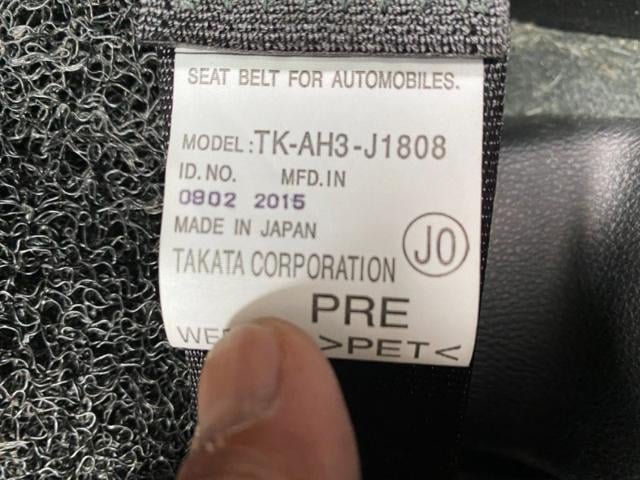 SEAT BELT FOR AUTOMOBILES.
MODEL:TK-AH3-J1808
ID.NO. MFD.IN
0802 2015
MADE IN JAPAN
JO
TAKATA CORPORATION
PRE
>PET<